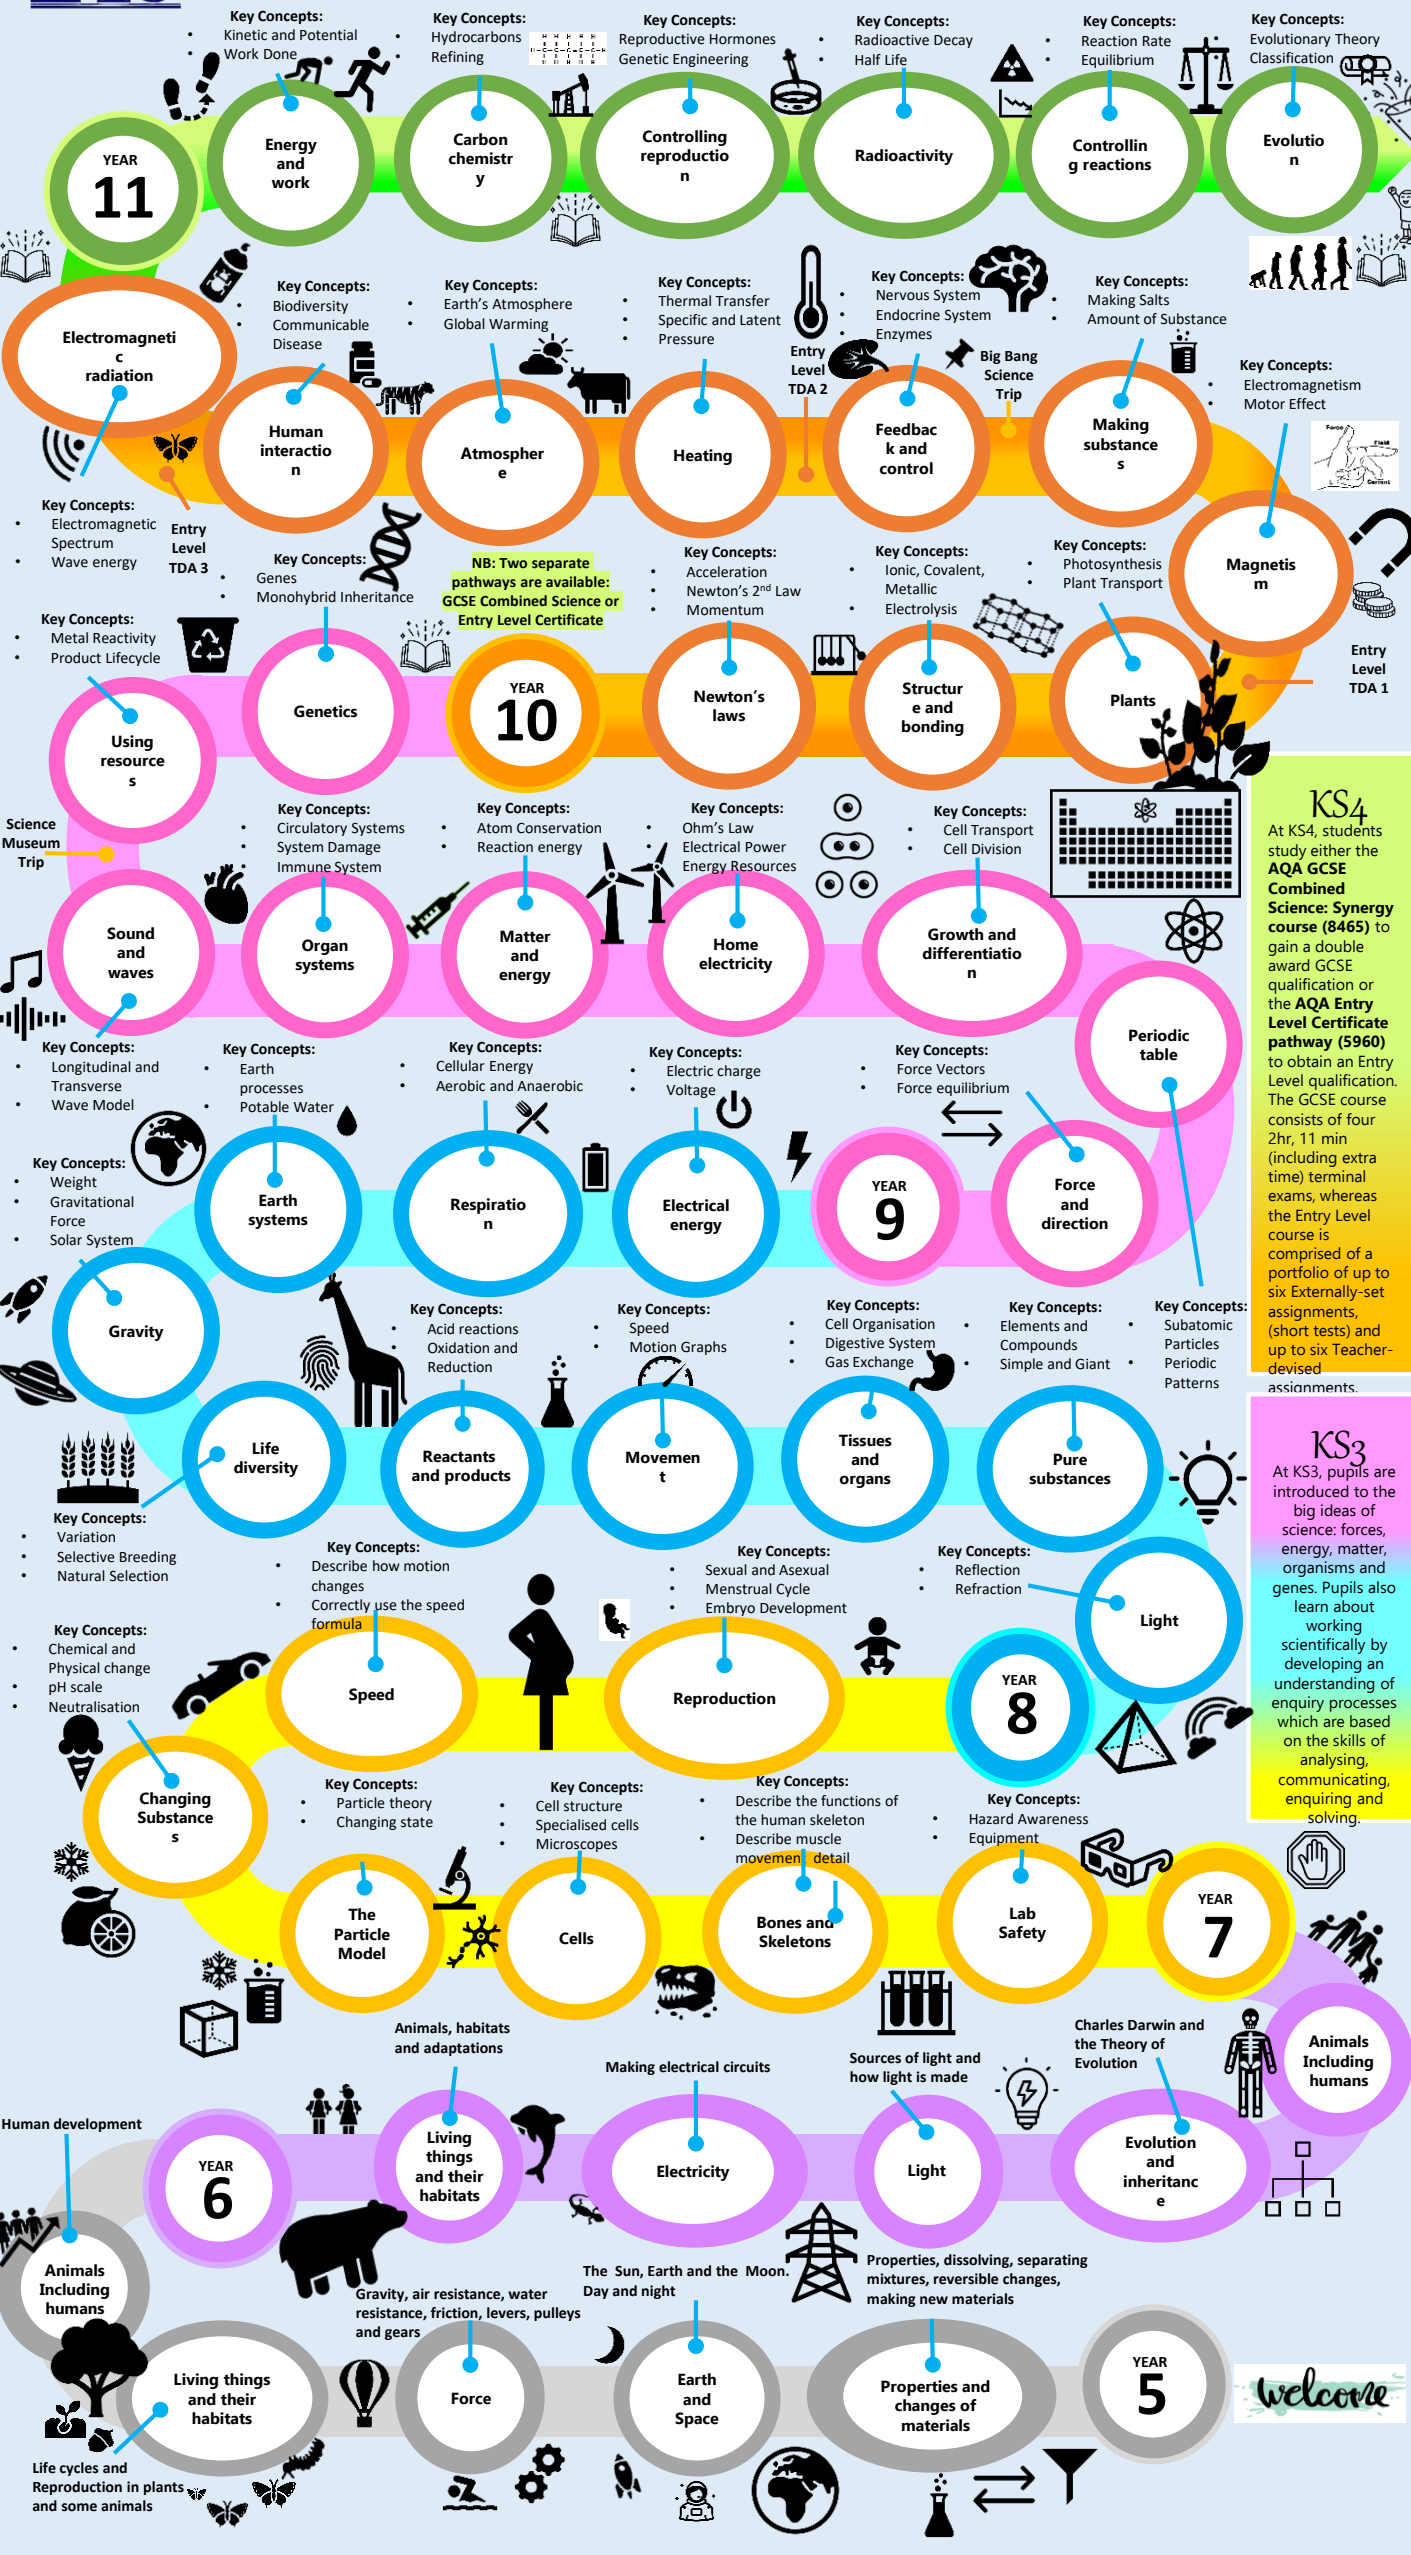 Key Concepts:
Kinetic and Potential
Work Done
Key Concepts:
Hydrocarbons
Refining
Key Concepts:
Reproductive Hormones
Genetic Engineering
Key Concepts:
Radioactive Decay
Half Life
Key Concepts:
Reaction Rate
Equilibrium
Key Concepts:
Evolutionary Theory
Classification
YEAR
11
Energy
and
work
Carbon
chemistr
y
Controlling
reproductio
n
Radioactivity
Controllin
g reactions
Evolutio
n
Electromagneti
c
radiation
Key Concepts:
Biodiversity
Communicable
Disease
Key Concepts:
Earth's Atmosphere
Global Warming
Key Concepts:
Thermal Transfer
Specific and Latent
Pressure
Entry
Level
TDA 2
Key Concepts:
Nervous System
Endocrine System
Enzymes
Big Bang
Science
Trip
Key Concepts:
Making Salts
Amount of Substance
Key Concepts:
Electromagnetism
Motor Effect
Force
Field
Current
Human
interactio
n
Atmospher
e
Heating
Feedbac
k and
control
Making
substance
s
Magnetis
m
Key Concepts:
Electromagnetic
Spectrum
Wave energy
Entry
Level
TDA 3
Key Concepts:
Genes
Monohybrid Inheritance
NB: Two separate
pathways are available:
GCSE Combined Science or
Entry Level Certificate
Key Concepts:
Acceleration
Newton's 2nd Law
Momentum
Key Concepts:
Ionic, Covalent,
Metallic
Electrolysis
Key Concepts:
Photosynthesis
Plant Transport
Entry
Level
TDA 1
Key Concepts:
Metal Reactivity
Product Lifecycle
Using
resource
s
Genetics
YEAR
10
Newton's
laws
Structur
e and
bonding
Plants
Science
Museum
Trip
Key Concepts:
Circulatory Systems
System Damage
Immune System
Key Concepts:
Atom Conservation
Reaction energy
Key Concepts:
Ohm's Law
Electrical Power
Energy Resources
Key Concepts:
Cell Transport
Cell Division
KS4
At KS4, students
study either the
AQA GCSE
Combined
Science: Synergy
course (8465) to
gain a double
award GCSE
qualification or
the AQA Entry
Level Certificate
pathway (5960)
to obtain an Entry
Level qualification.
The GCSE course
consists of four
2hr, 11 min
(including extra
time) terminal
exams, whereas
the Entry Level
course is
comprised of a
portfolio of up to
six Externally-set
assignments,
(short tests) and
up to six Teacher-
devised
assignments.
Sound
and
waves
Organ
systems
Matter
and
energy
Home
electricity
Growth and
differentiatio
n
Periodic
table
Key Concepts:
Longitudinal and
Transverse
Wave Model
Key Concepts:
Earth
processes
Potable Water
Key Concepts:
Cellular Energy
Aerobic and Anaerobic
Key Concepts:
Electric charge
Voltage
Key Concepts:
Force Vectors
Force equilibrium
Key Concepts:
Weight
Gravitational
Force
Solar System
Earth
systems
Respiratio
n
Electrical
energy
YEAR
9
Force
and
direction
Gravity
Key Concepts:
Acid reactions
Oxidation and
Reduction
Key Concepts:
Speed
Motion Graphs
Key Concepts:
Cell Organisation
Digestive System
Gas Exchange
Key Concepts:
Elements and
Compounds
Simple and Giant
Key Concepts:
Subatomic
Particles
Periodic
Patterns
Life
diversity
Reactants
and products
Movemen
t
Tissues
and
organs
Pure
substances
KS3
At KS3, pupils are
introduced to the
big ideas of
science: forces,
energy, matter,
organisms and
genes. Pupils also
learn about
working
scientifically by
developing an
understanding of
enquiry processes
which are based
on the skills of
analysing,
communicating,
enquiring and
solving.
Key Concepts:
Variation
Selective Breeding
Natural Selection
Key Concepts:
Describe how motion
changes
Correctly use the speed
formula
Key Concepts:
Sexual and Asexual
Menstrual Cycle
Embryo Development
Key Concepts:
Reflection
Refraction
Light
Key Concepts:
Chemical and
Physical change
pH scale
Neutralisation
Speed
Reproduction
YEAR
8
Changing
Substance
s
Key Concepts:
Particle theory
Changing state
Key Concepts:
Cell structure
Specialised cells
Microscopes
Key Concepts:
Describe the functions of
the human skeleton
Describe muscle
movement detail
Key Concepts:
Hazard Awareness
Equipment
The
Particle
Model
Cells
Bones and
Skeletons
Lab
Safety
YEAR
7
Animals, habitats
and adaptations
Making electrical circuits
Sources of light and
how light is made
Charles Darwin and
the Theory of
Evolution
Animals
Including
humans
Human development
YEAR
6
Living
things
and their
habitats
Electricity
Light
Evolution
and
inheritanc
e
Animals
Including
humans
Gravity, air resistance, water
resistance, friction, levers, pulleys
and gears
The Sun, Earth and the Moon.
Day and night
Properties, dissolving, separating
mixtures, reversible changes,
making new materials
Living things
and their
habitats
Force
Earth
and
Space
Properties and
changes of
materials
YEAR
5
welcome
Life cycles and
Reproduction in plants
and some animals